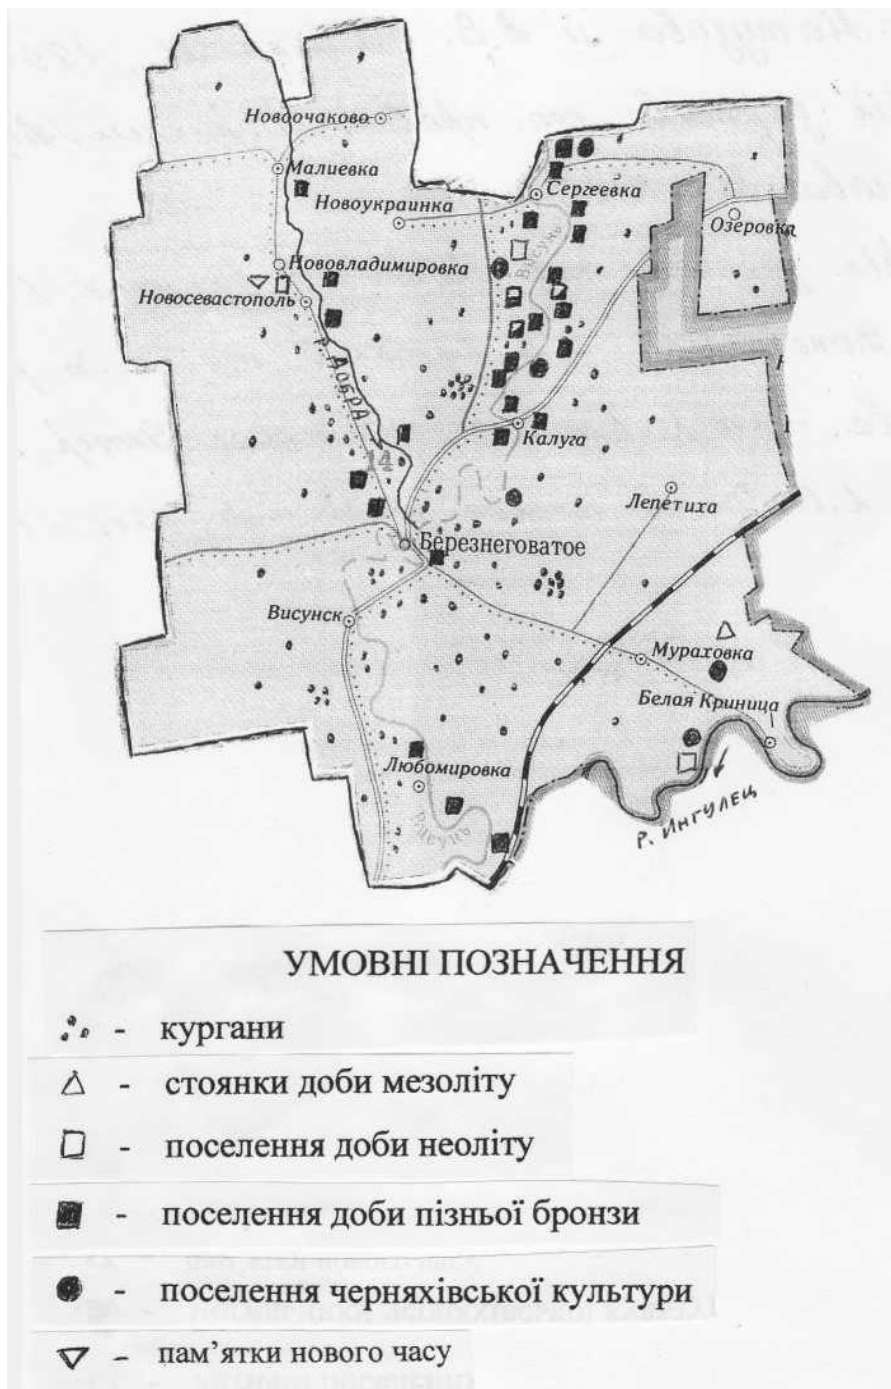 Новоочаково
Малиевка
Новоукраинка
Сергеевка
Озеровка
Висунь
Нововладимировка
Новосевастополь
р. Добра
14
Калуга
Лепетиха
Березнеговатое
Висунск
Мураховка
Белая Криница
Любомировка
р. Ингулец
УМОВНІ ПОЗНАЧЕННЯ
- кургани
- стоянки доби мезоліту
- поселення доби неоліту
- поселення доби пізньої бронзи
- поселення черняхівської культури
- пам’ятки нового часу